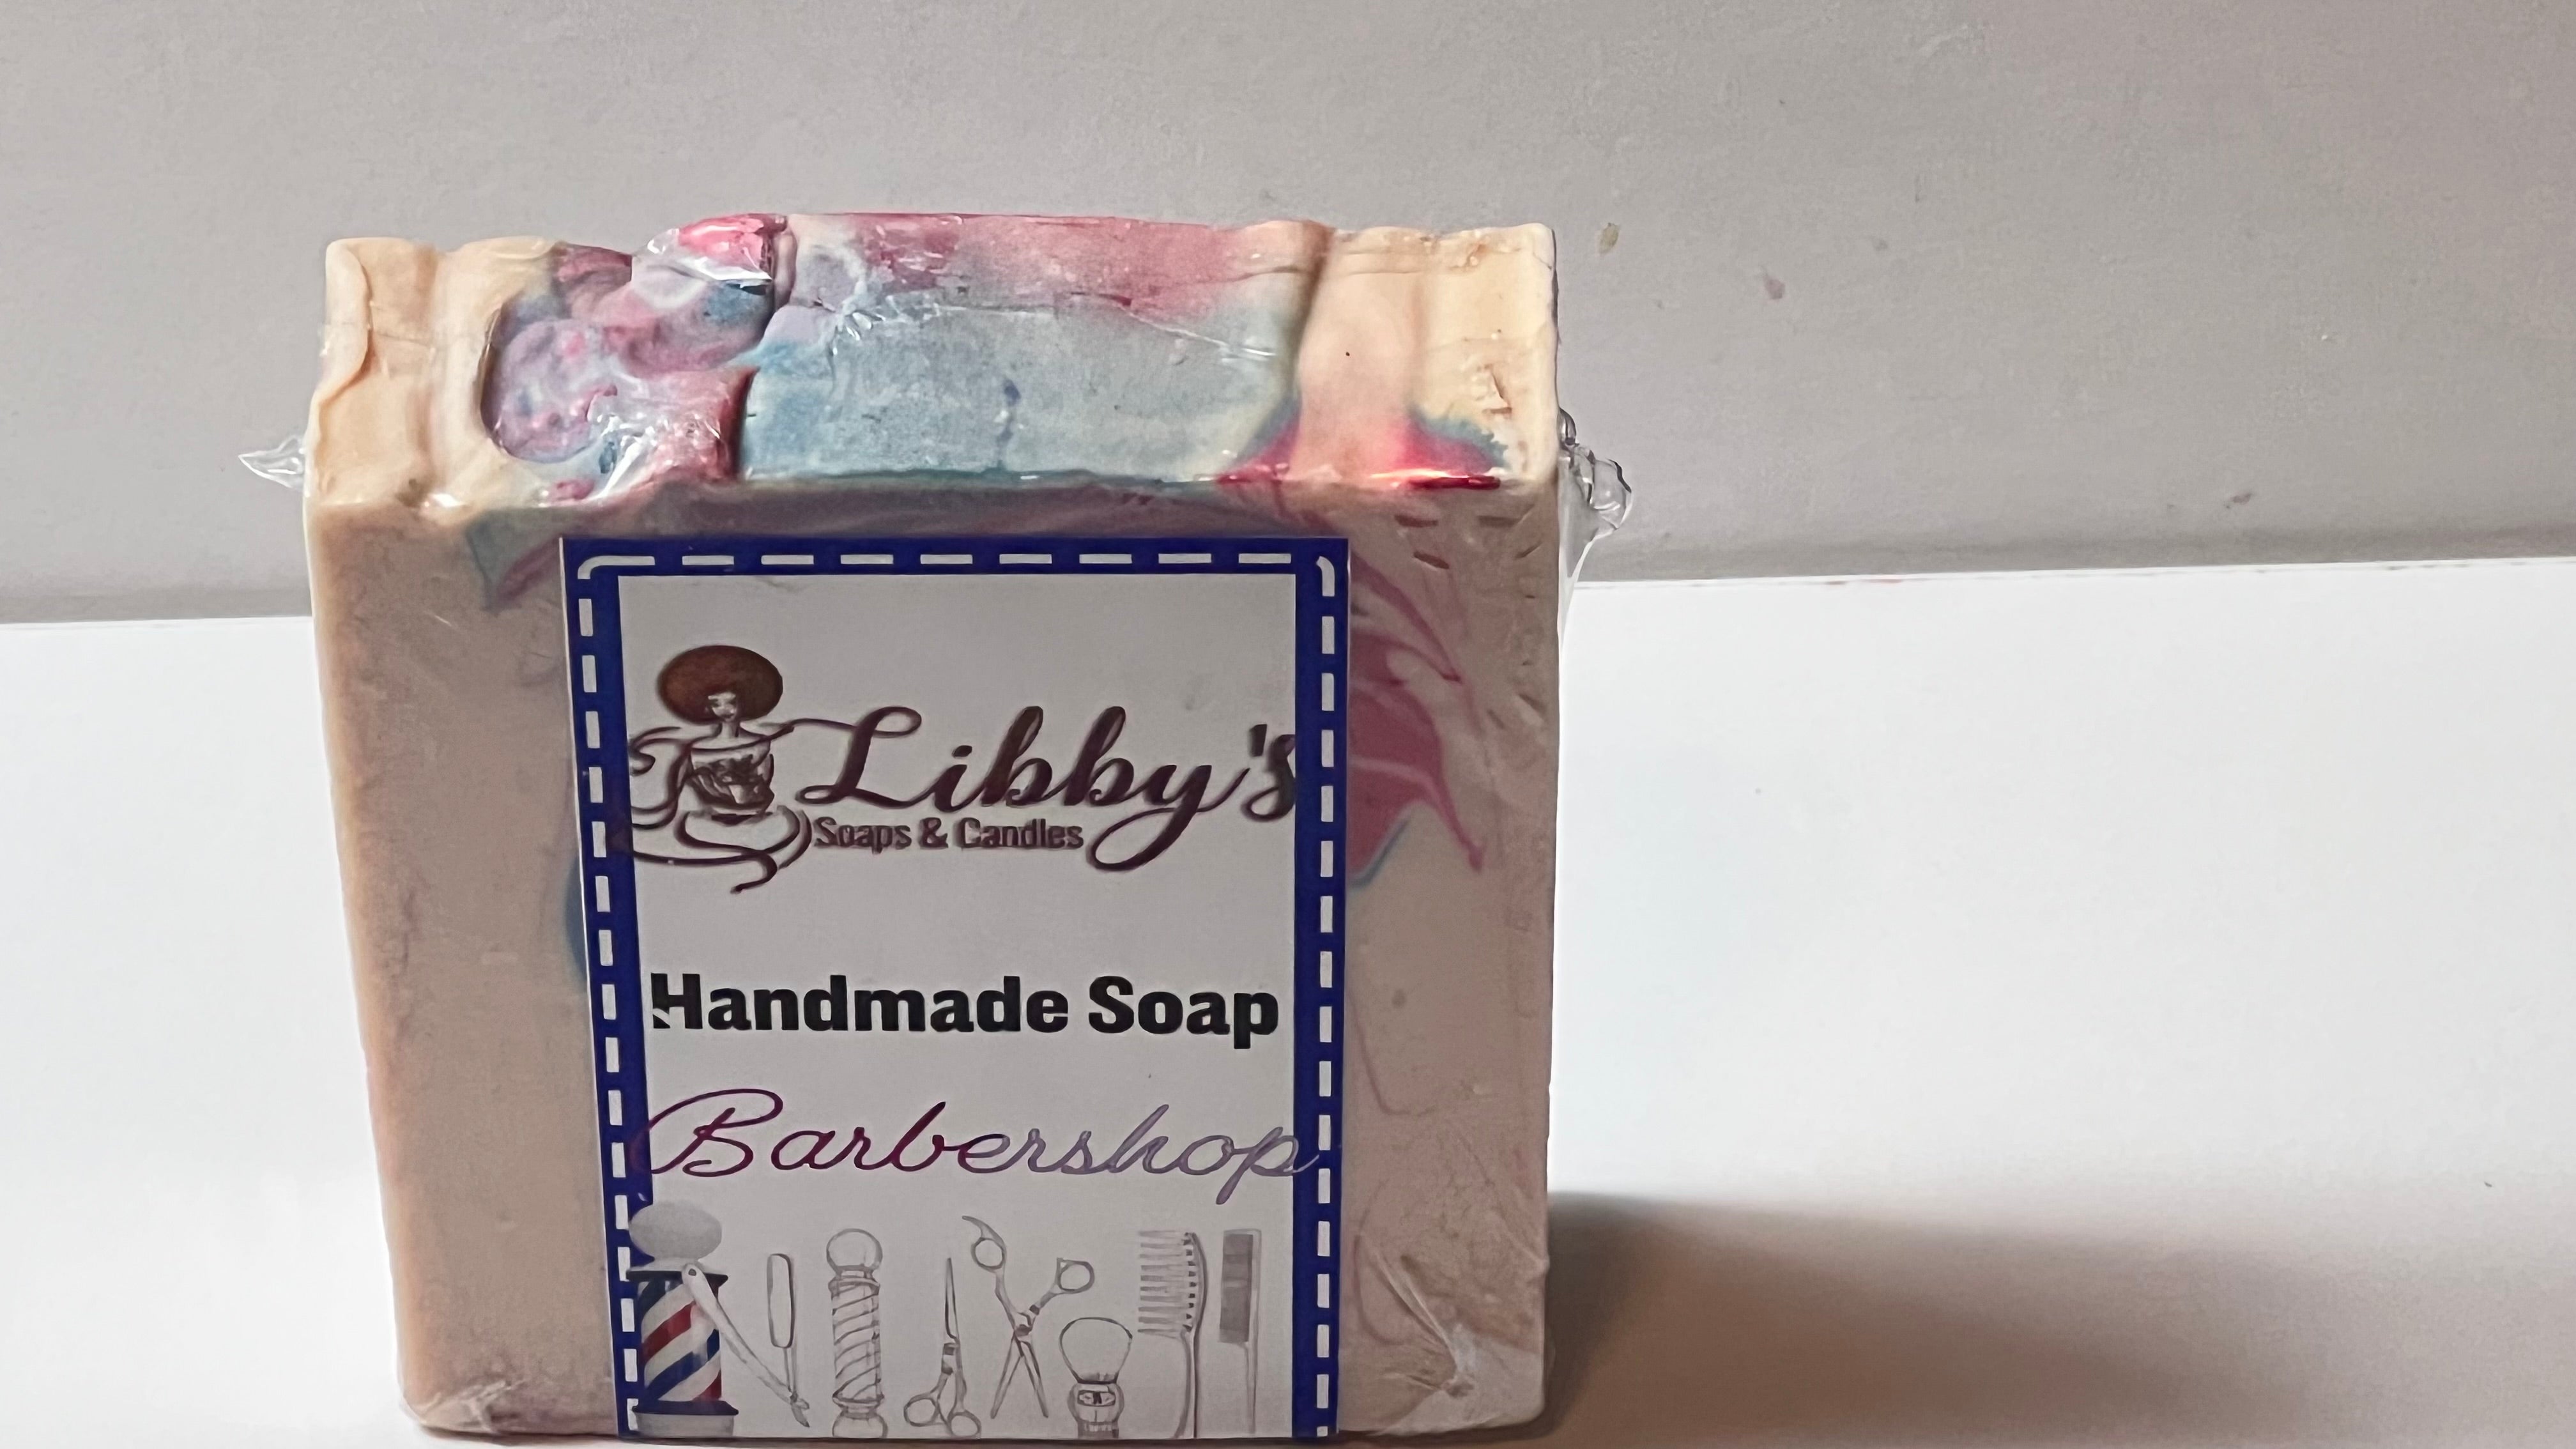 Libby's
Soaps & Candles
Handmade Soap
Barbershop